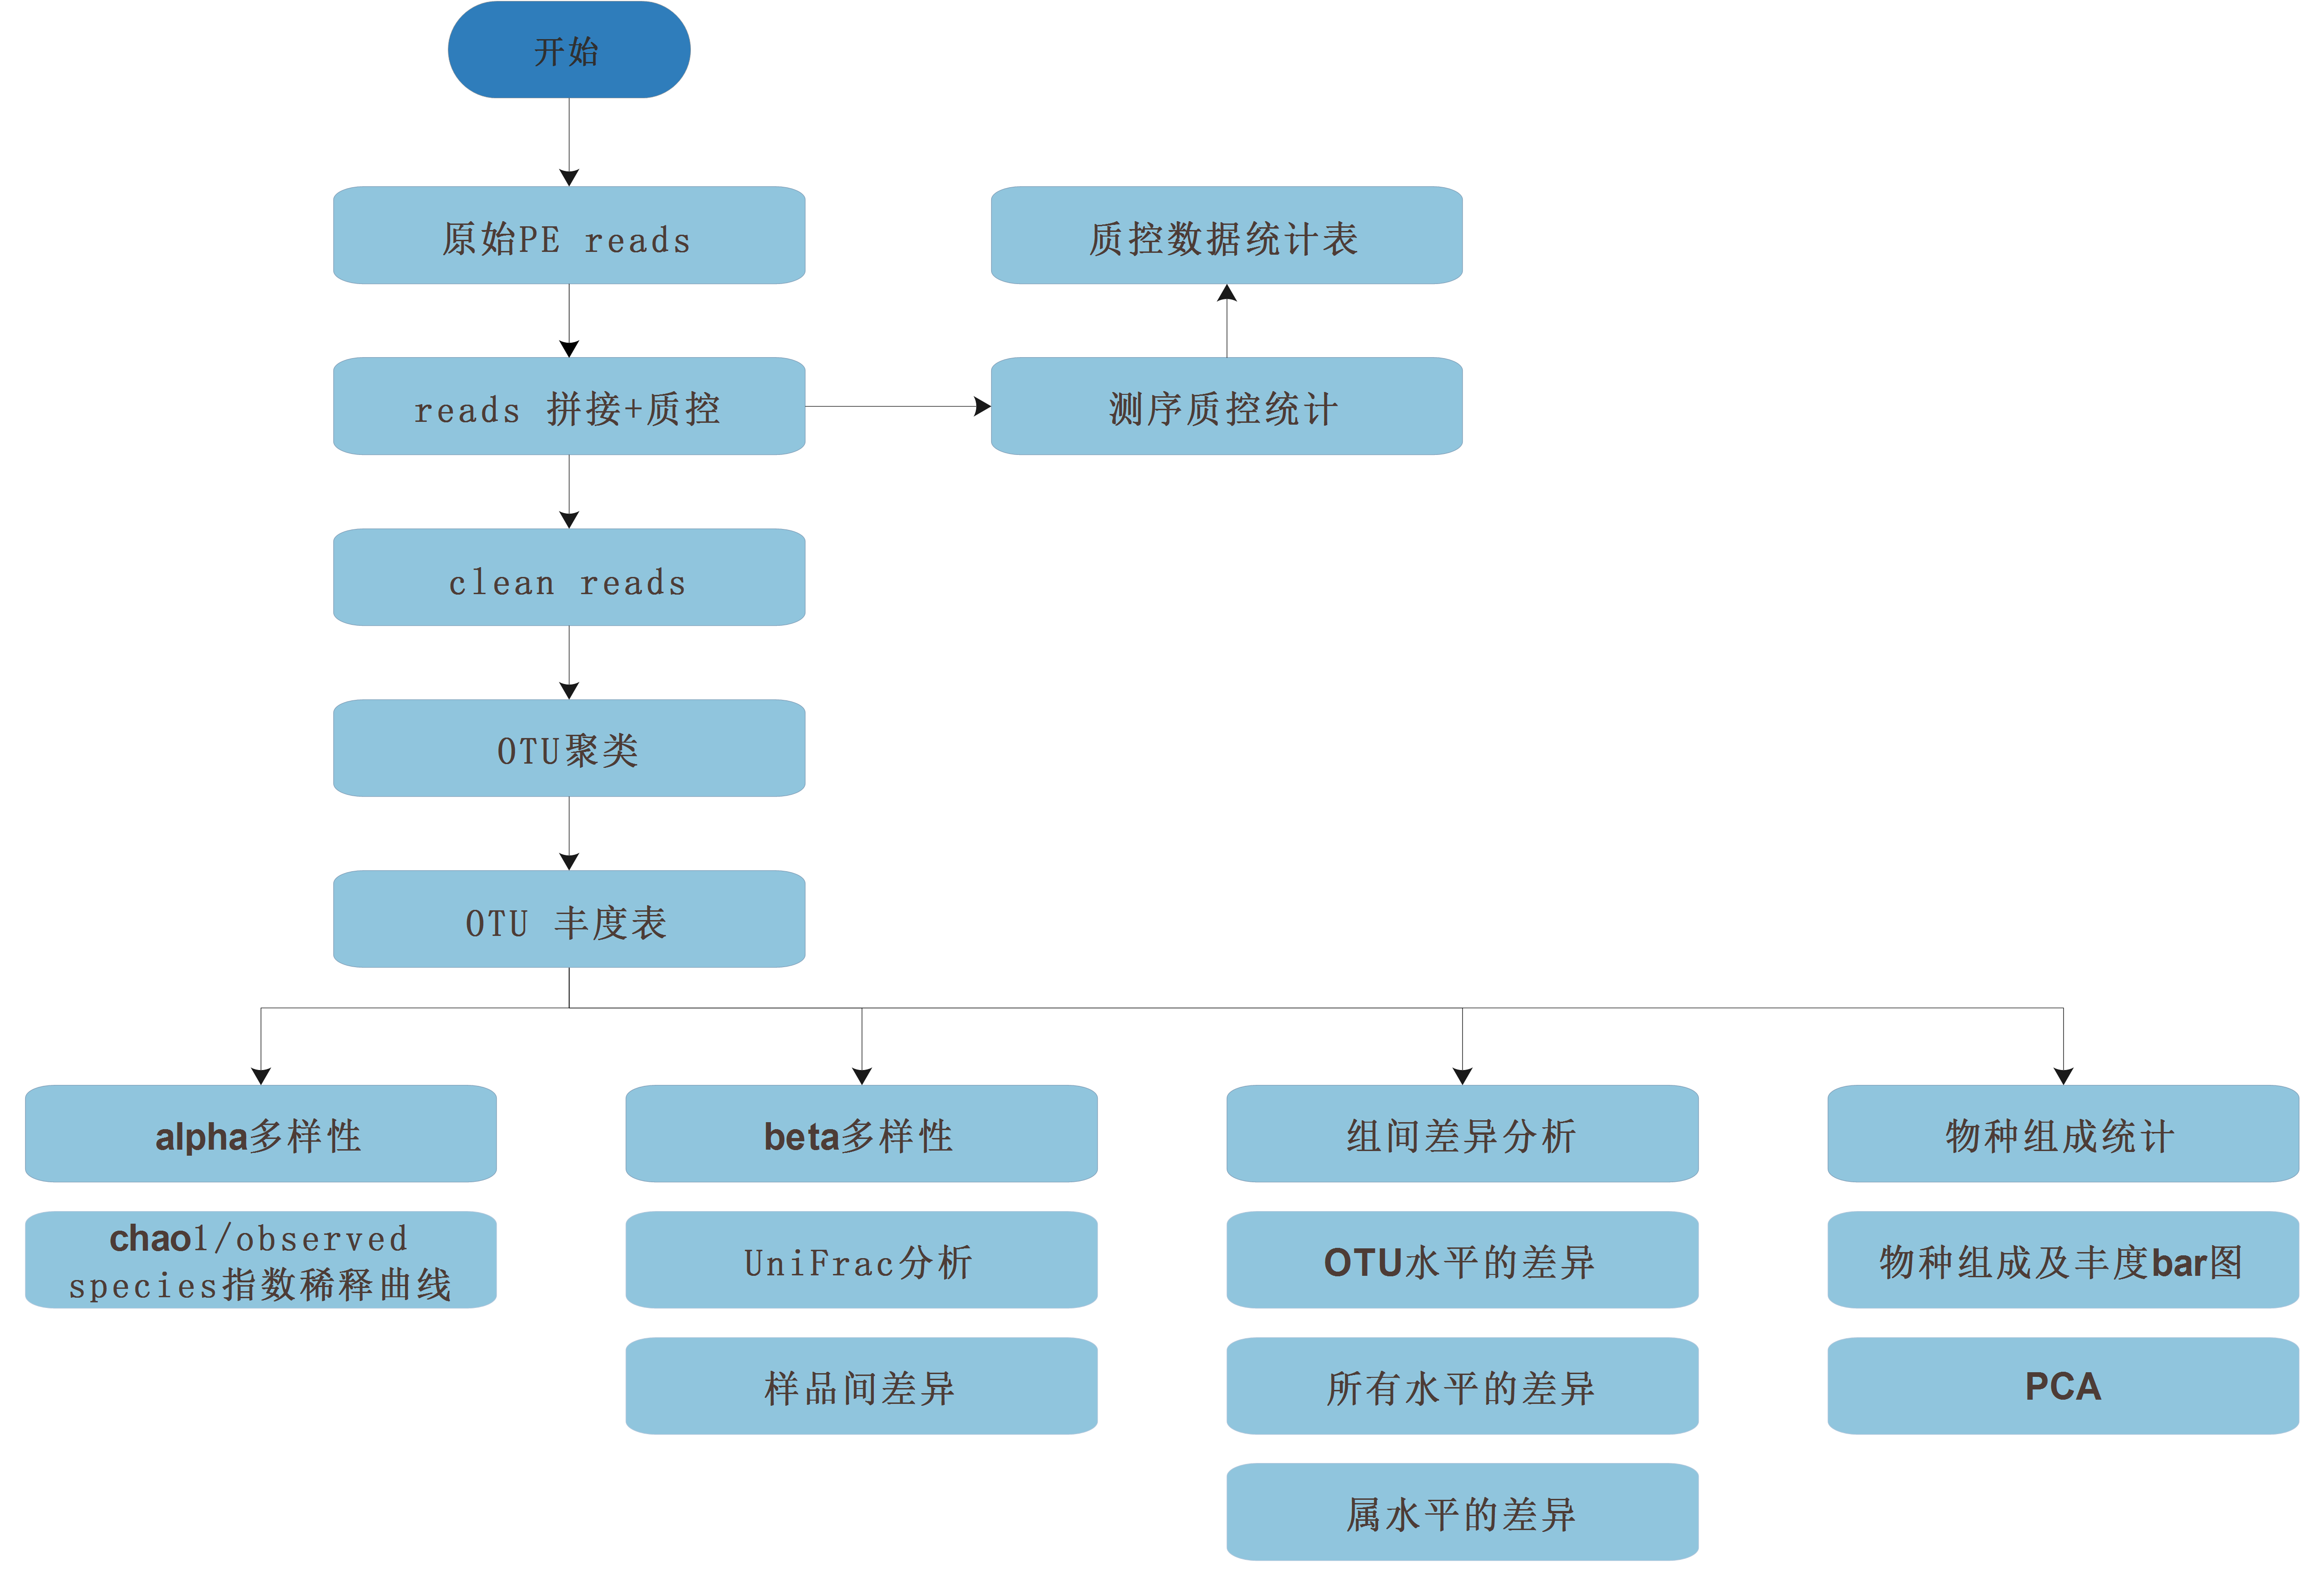 开始
原始PE reads
质控数据统计表
reads 拼接+质控
测序质控统计
clean reads
OTU聚类
OTU 丰度表
alpha多样性
beta多样性
组间差异分析
物种组成统计
chao1/observed
species指数稀释曲线
UniFrac分析
OTU水平的差异
物种组成及丰度bar图
样品间差异
所有水平的差异
PCA
属水平的差异